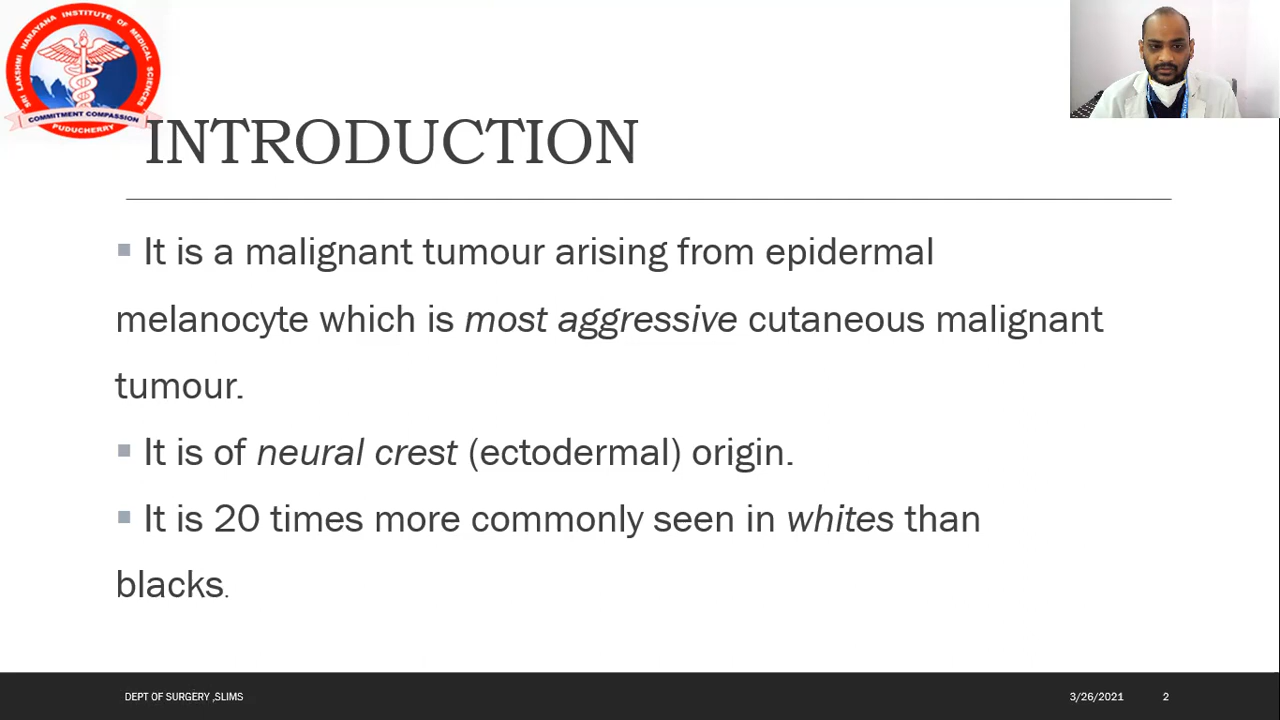 SRI LAKSHMI NARAYANA INSTITUTE OF MEDICAL SCIENCES
COMMITMENT COMPASSION
PUDUCHERRY
INTRODUCTION
▪ It is a malignant tumour arising from epidermal
melanocyte which is most aggressive cutaneous malignant
tumour.
▪ It is of neural crest (ectodermal) origin.
▪ It is 20 times more commonly seen in whites than
blacks.
DEPT OF SURGERY ,SLIMS 3/26/2021 2